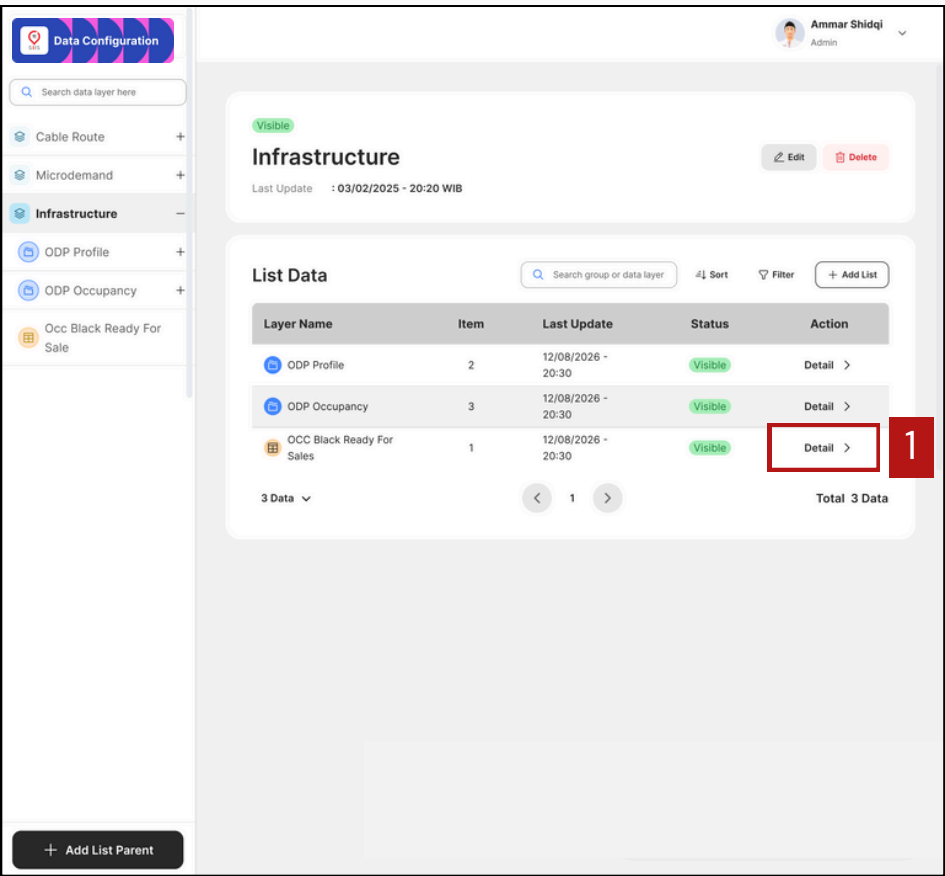 SIIS
Data Configuration
Ammar Shidqi
Admin
Search data layer here
Cable Route
Microdemand
Infrastructure
ODP Profile
ODP Occupancy
Occ Black Ready For
Sale
Add List Parent
Visible
Infrastructure
Edit
Delete
Last Update : 03/02/2025 - 20:20 WIB
List Data
Search group or data layer
Sort
Filter
+ Add List
Layer Name Item Last Update Status Action
ODP Profile 2 12/08/2026 -
20:30 Visible Detail >
ODP Occupancy 3 12/08/2026 -
20:30 Visible Detail >
OCC Black Ready For
Sales 1 12/08/2026 -
20:30 Visible Detail >
1
3 Data
< 1 >
Total 3 Data